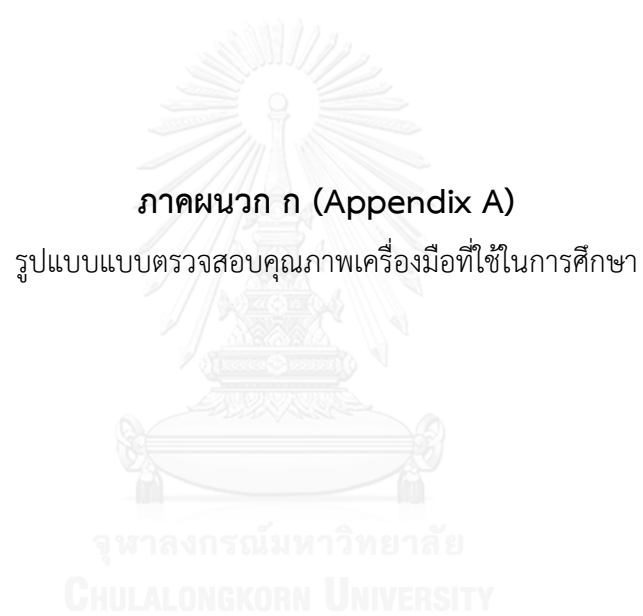 ภาคผนวก ก (Appendix A)
รูปแบบแบบตรวจสอบคุณภาพเครื่องมือที่ใช้ในการศึกษา
จุฬาลงกรณ์มหาวิทยาลัย
CHULALONGKORN UNIVERSITY